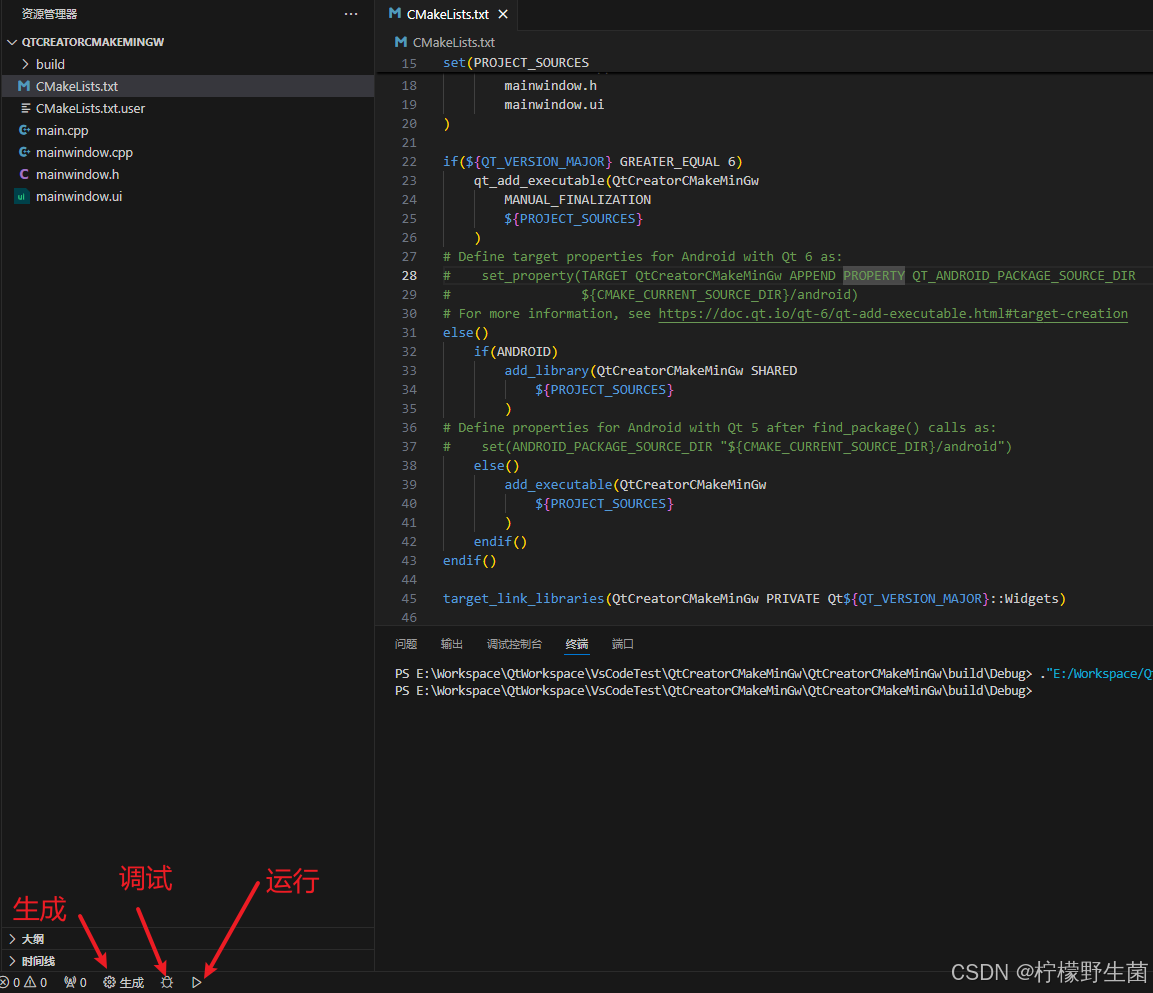 资源管理器 ···
QTCREATORCMAKEMINGW
build
CMakeLists.txt
CMakeLists.txt.user
main.cpp
mainwindow.cpp
mainwindow.h
ui mainwindow.ui
CMakeLists.txt
CMakeLists.txt
15 set(PROJECT_SOURCES
18 mainwindow.h
19 mainwindow.ui
20 )
21
22 if(${QT_VERSION_MAJOR} GREATER_EQUAL 6)
23 qt_add_executable(QtCreatorCMakeMinGw
24 MANUAL_FINALIZATION
25 ${PROJECT_SOURCES}
26 )
27 # Define target properties for Android with Qt 6 as:
28 # set_property(TARGET QtCreatorCMakeMinGw APPEND PROPERTY QT_ANDROID_PACKAGE_SOURCE_DIR
29 # ${CMAKE_CURRENT_SOURCE_DIR}/android)
30 # For more information, see https://doc.qt.io/qt-6/qt-add-executable.html#target-creation
31 else()
32 if(ANDROID)
33 add_library(QtCreatorCMakeMinGw SHARED
34 ${PROJECT_SOURCES}
35 )
36 # Define properties for Android with Qt 5 after find_package() calls as:
37 # set(ANDROID_PACKAGE_SOURCE_DIR "${CMAKE_CURRENT_SOURCE_DIR}/android")
38 else()
39 add_executable(QtCreatorCMakeMinGw
40 ${PROJECT_SOURCES}
41 )
42 endif()
43 endif()
44
45 target_link_libraries(QtCreatorCMakeMinGw PRIVATE Qt${QT_VERSION_MAJOR}::Widgets)
46
问题 输出 调试控制台 终端 端口
PS E:\Workspace\QtWorkspace\VsCodeTest\QtCreatorCMakeMinGw\QtCreatorCMakeMinGw\build\Debug> ."E:/Workspace/Q
PS E:\Workspace\QtWorkspace\VsCodeTest\QtCreatorCMakeMinGw\QtCreatorCMakeMinGw\build\Debug>
调试
运行
生成
大纲
时间线
0 0 0 生成
CSDN @柠檬野生菌